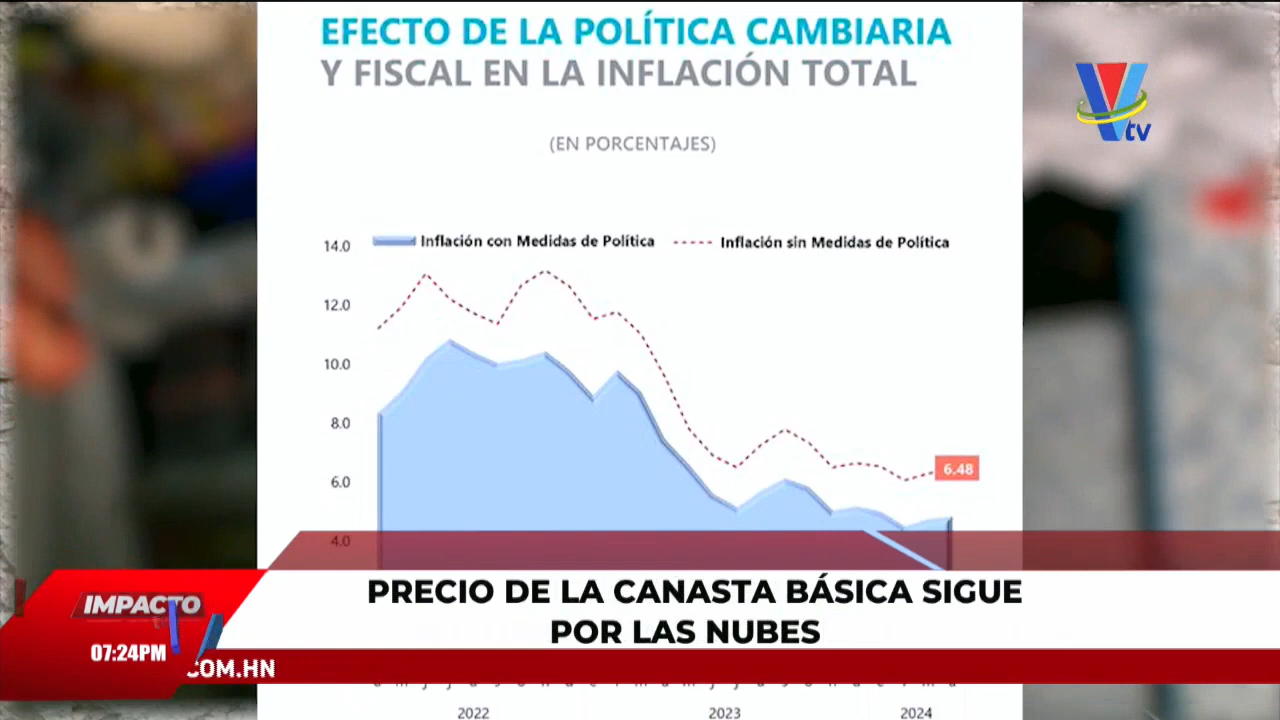 EFECTO DE LA POLÍTICA CAMBIARIA
Y FISCAL EN LA INFLACIÓN TOTAL
(EN PORCENTAJES)
Vtv
Inflación con Medidas de Política
Inflación sin Medidas de Política
14.0
12.0
10.0
8.0
6.0
4.0
6.48
PRECIO DE LA CANASTA BÁSICA SIGUE
POR LAS NUBES
IMPACTO
07:24PM
COM.HN
2022
2023
2024